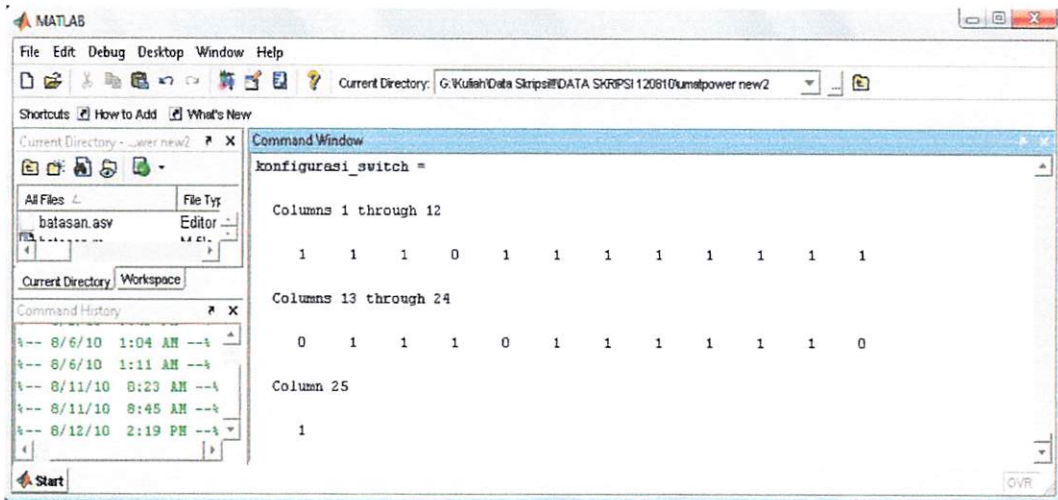 MATLAB
File Edit Debug Desktop Window Help
Current Directory: G:\Kuliah\Data Skripsi!!\DATA SKRIPSI 120810\umatpower new2
Shortcuts How to Add What's New
Current Directory - ...wer new2
All Files File Typ
batasan.asv Editor
Current Directory Workspace
Command History
%-- 8/6/10 1:04 AM --%
%-- 8/6/10 1:11 AM --%
%-- 8/11/10 8:23 AM --%
%-- 8/11/10 8:45 AM --%
%-- 8/12/10 2:19 PM --%
Start
Command Window
konfigurasi_switch =
Columns 1 through 12
1 1 1 0 1 1 1 1 1 1 1 1
Columns 13 through 24
0 1 1 1 0 1 1 1 1 1 1 0
Column 25
1
OVR